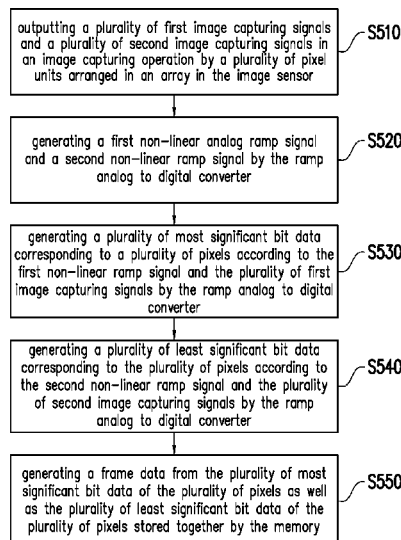 outputting a plurality of first image capturing signals
and a plurality of second image capturing signals in
an image capturing operation by a plurality of pixel
units arranged in an array in the image sensor
S510
generating a first non-linear analog ramp signal
and a second non-linear ramp signal by the ramp
analog to digital converter
S520
generating a plurality of most significant bit data
corresponding to a plurality of pixels according to the
first non-linear ramp signal and the plurality of first
image capturing signals by the ramp analog to digital
converter
S530
generating a plurality of least significant bit data
corresponding to the plurality of pixels according to
the second non-linear ramp signal and the plurality
of second image capturing signals by the ramp
analog to digital converter
S540
generating a frame data from the plurality of most
significant bit data of the plurality of pixels as well
as the plurality of least significant bit data of the
plurality of pixels stored together by the memory
S550